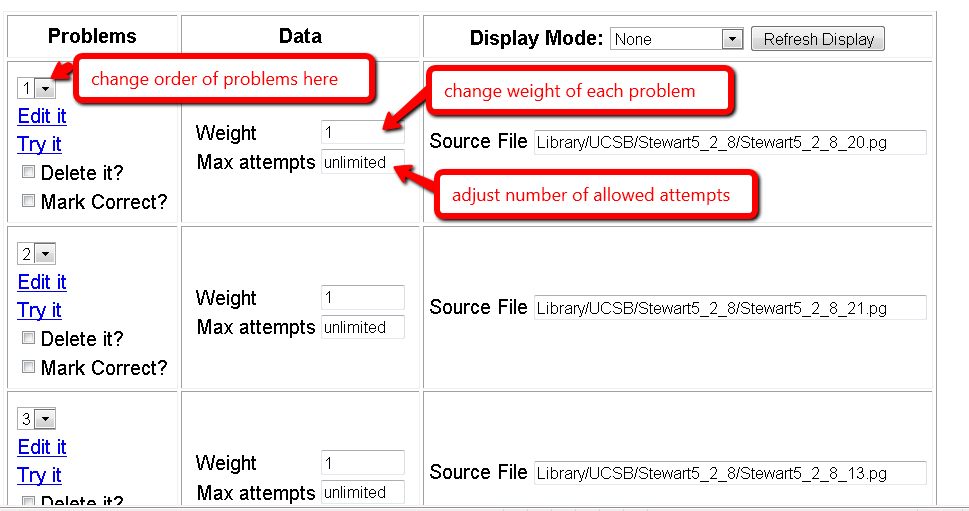 Problems Data Display Mode: None Refresh Display
1 change order of problems here
Edit it
Try it
Delete it?
Mark Correct?
Weight 1 change weight of each problem
Max attempts unlimited adjust number of allowed attempts
Source File Library/UCSB/Stewart5_2_8/Stewart5_2_8_20.pg
2
Edit it
Try it
Delete it?
Mark Correct?
Weight 1
Max attempts unlimited
Source File Library/UCSB/Stewart5_2_8/Stewart5_2_8_21.pg
3
Edit it
Try it
Delete it?
Weight 1
Max attempts unlimited
Source File Library/UCSB/Stewart5_2_8/Stewart5_2_8_13.pg